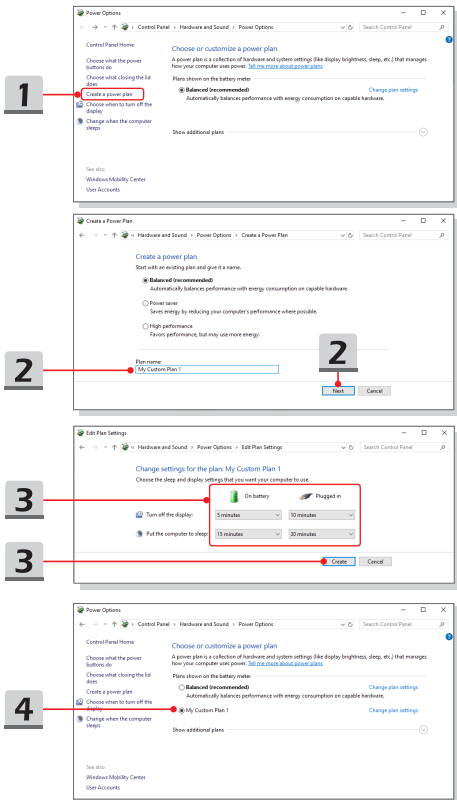 Power Options
Control Panel › Hardware and Sound › Power Options
Search Control Panel
?
Control Panel Home
Choose what the power
buttons do
Choose what closing the lid
does
Create a power plan
Choose when to turn off the
display
Change when the computer
sleeps
See also
Windows Mobility Center
User Accounts
Choose or customize a power plan
A power plan is a collection of hardware and system settings (like display brightness, sleep, etc.) that manages
how your computer uses power. Tell me more about power plans
Plans shown on the battery meter
Balanced (recommended) Change plan settings
Automatically balances performance with energy consumption on capable hardware.
Show additional plans
1
Create a Power Plan
« Hardware and Sound › Power Options › Create a Power Plan
Search Control Panel
Create a power plan
Start with an existing plan and give it a name.
Balanced (recommended)
Automatically balances performance with energy consumption on capable hardware.
Power saver
Saves energy by reducing your computer's performance where possible.
High performance
Favors performance, but may use more energy.
Plan name:
My Custom Plan 1
2
2
Next Cancel
Edit Plan Settings
« Hardware and Sound › Power Options › Edit Plan Settings
Search Control Panel
Change settings for the plan: My Custom Plan 1
Choose the sleep and display settings that you want your computer to use.
On battery Plugged in
Turn off the display: 5 minutes 10 minutes
Put the computer to sleep: 15 minutes 30 minutes
3
3
Create Cancel
Power Options
Control Panel › Hardware and Sound › Power Options
Search Control Panel
?
Control Panel Home
Choose what the power
buttons do
Choose what closing the lid
does
Create a power plan
Choose when to turn off the
display
Change when the computer
sleeps
See also
Windows Mobility Center
User Accounts
Choose or customize a power plan
A power plan is a collection of hardware and system settings (like display brightness, sleep, etc.) that manages
how your computer uses power. Tell me more about power plans
Plans shown on the battery meter
Balanced (recommended) Change plan settings
Automatically balances performance with energy consumption on capable hardware.
My Custom Plan 1 Change plan settings
Show additional plans
4